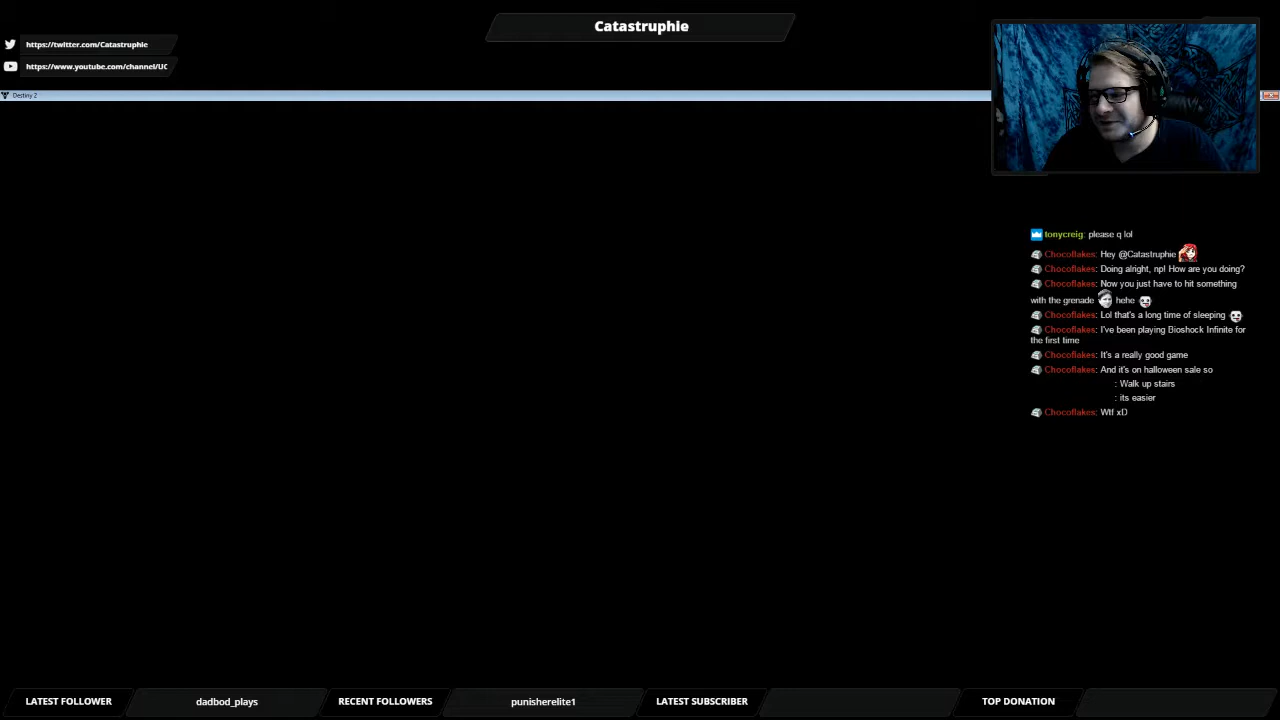 Catastruphie
https://twitter.com/Catastruphie
https://www.youtube.com/channel/UC
Destiny 2
tonycreig: please q lol
Chocoflakes: Hey @Catastruphie
Chocoflakes: Doing alright, np! How are you doing?
Chocoflakes: Now you just have to hit something
with the grenade hehe
Chocoflakes: Lol that's a long time of sleeping
Chocoflakes: I've been playing Bioshock Infinite for
the first time
Chocoflakes: It's a really good game
Chocoflakes: And it's on halloween sale so
: Walk up stairs
: its easier
Chocoflakes: Wtf xD
LATEST FOLLOWER
dadbod_plays
RECENT FOLLOWERS
punisherelite1
LATEST SUBSCRIBER
TOP DONATION